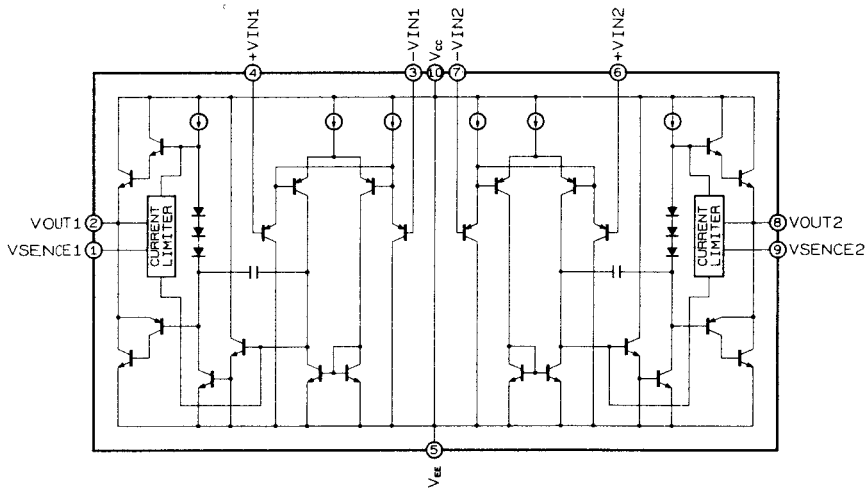 +VIN1
-VIN1
Vcc
-VIN2
+VIN2
4
3
10
7
6
VOUT1
2
VSENCE1
1
CURRENT
LIMITER
CURRENT
LIMITER
8
VOUT2
9
VSENCE2
5
VEE